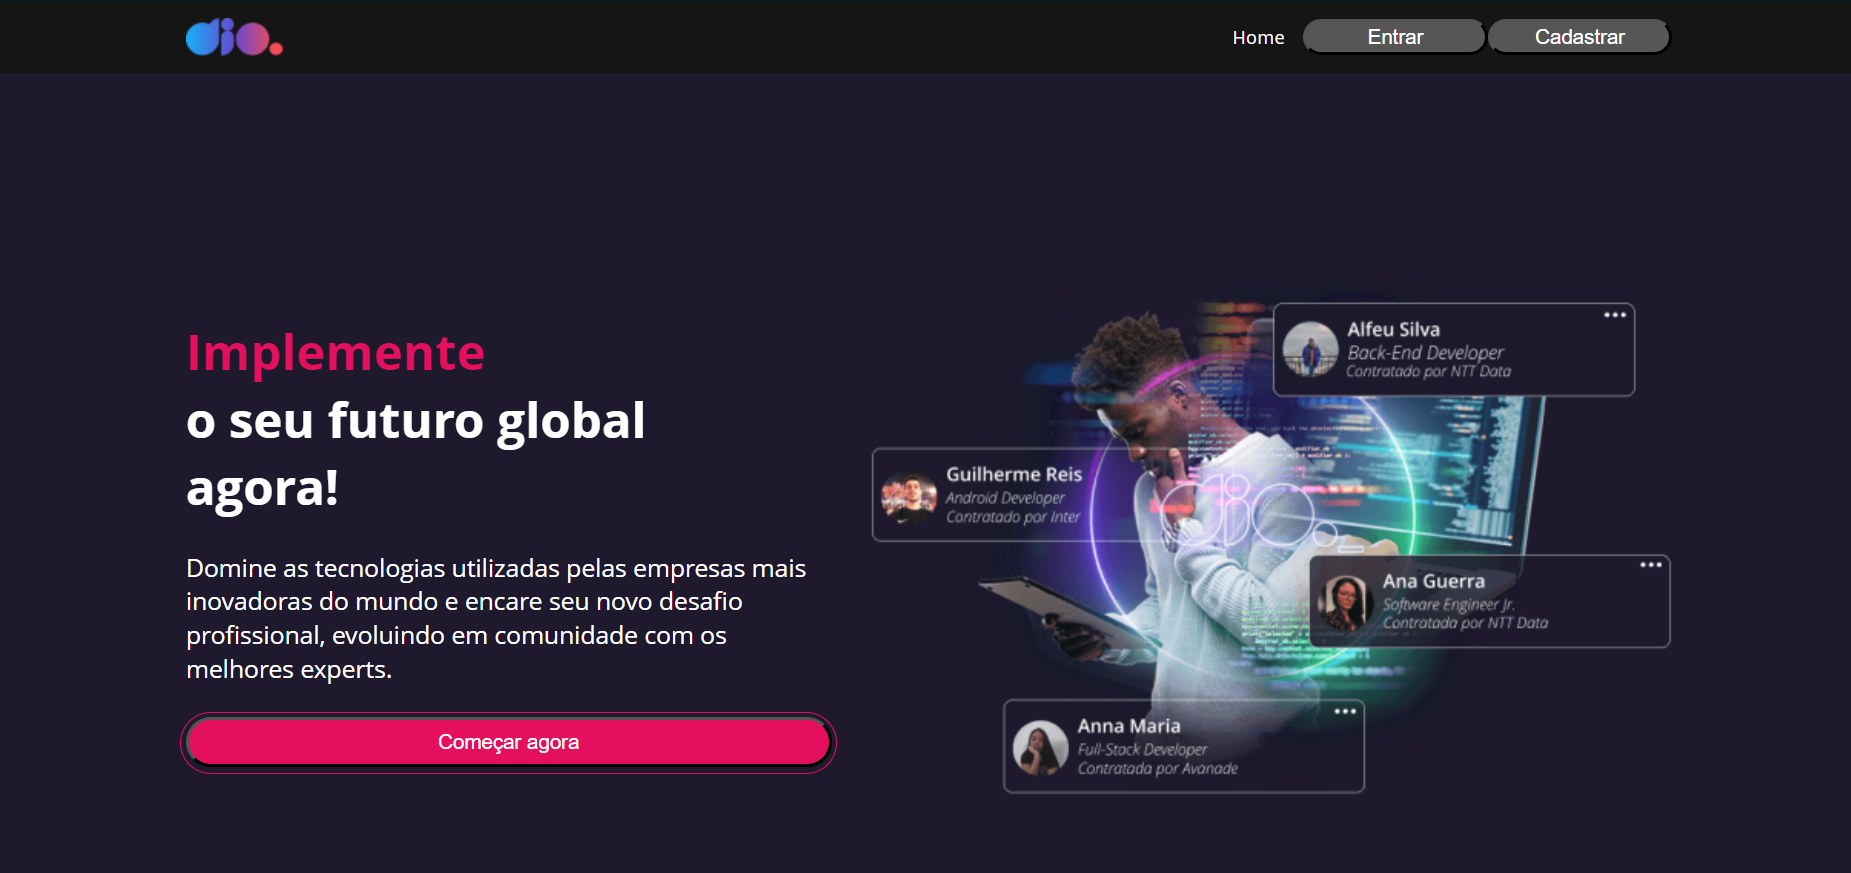 dio.
Home
Entrar
Cadastrar
Implemente
o seu futuro global
agora!
Domine as tecnologias utilizadas pelas empresas mais
inovadoras do mundo e encare seu novo desafio
profissional, evoluindo em comunidade com os
melhores experts.
Começar agora
Alfeu Silva
Back-End Developer
Contratado por NTT Data
Guilherme Reis
Android Developer
Contratado por Inter
dio._
Ana Guerra
Software Engineer Jr.
Contratada por NTT Data
Anna Maria
Full-Stack Developer
Contratada por Avanade